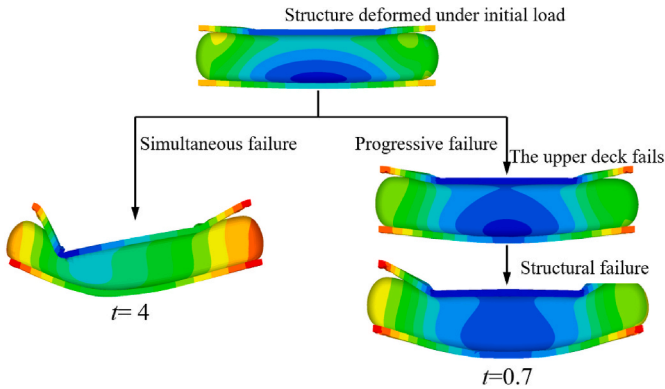 Structure deformed under initial load
Simultaneous failure
Progressive failure
The upper deck fails
Structural failure
t= 4
t=0.7